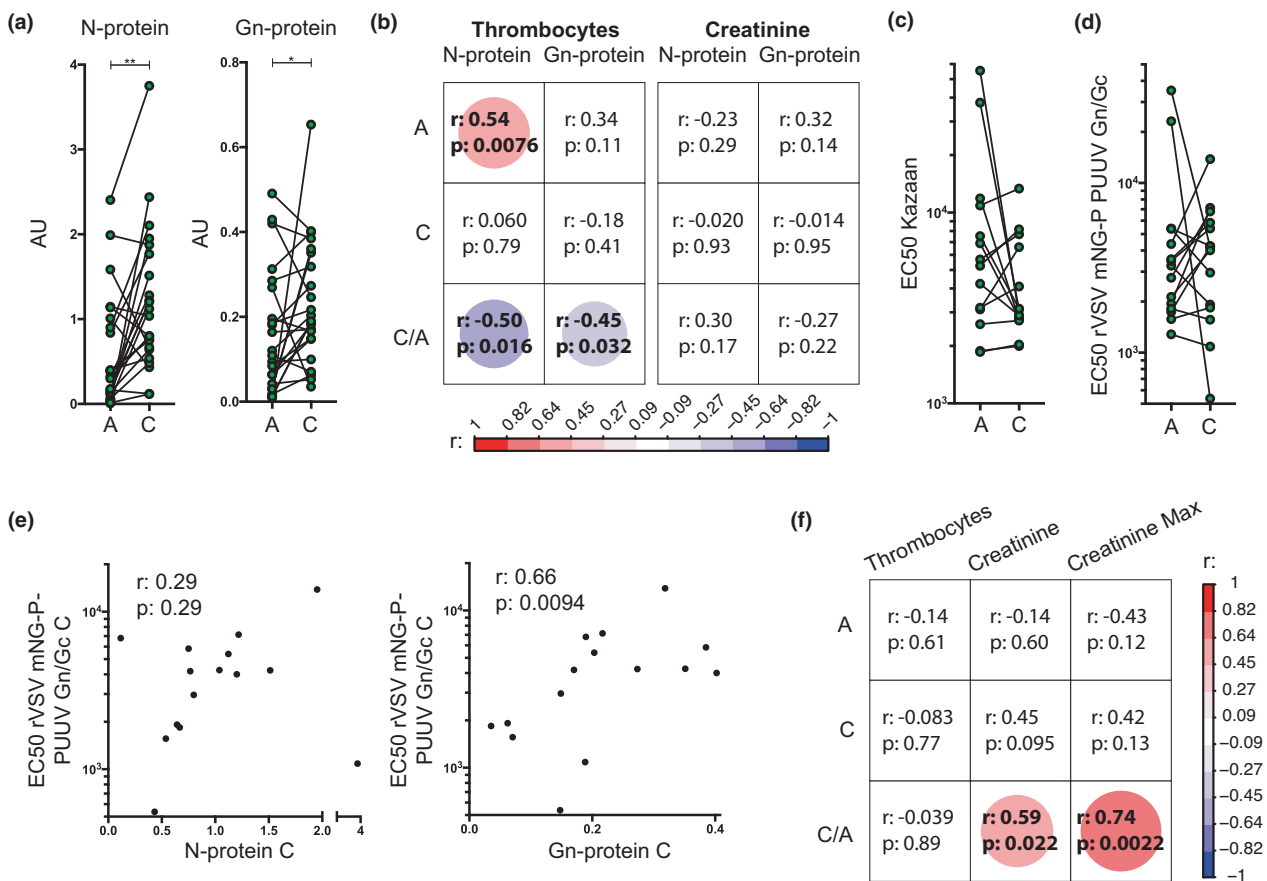 (a)
N-protein
Gn-protein
**
*
AU
4
3
2
1
0
A C
AU
0.8
0.6
0.4
0.2
0.0
A C
(b)
Thrombocytes Creatinine
N-protein Gn-protein N-protein Gn-protein
A
r: 0.54 r: 0.34 r: -0.23 r: 0.32
p: 0.0076 p: 0.11 p: 0.29 p: 0.14
C
r: 0.060 r: -0.18 r: -0.020 r: -0.014
p: 0.79 p: 0.41 p: 0.93 p: 0.95
C/A
r: -0.50 r: -0.45 r: 0.30 r: -0.27
p: 0.016 p: 0.032 p: 0.17 p: 0.22
r:
1 0.82 0.64 0.45 0.27 0.09 -0.09 -0.27 -0.45 -0.64 -0.82 -1
(c)
EC50 Kazaan
10⁴
10³
A C
(d)
EC50 rVSV mNG-P PUUV Gn/Gc
10⁴
10³
A C
(e)
r: 0.29
p: 0.29
EC50 rVSV mNG-P-
PUUV Gn/Gc C
10⁴
10³
0.0 0.5 1.0 1.5 2.0 4
N-protein C
r: 0.66
p: 0.0094
EC50 rVSV mNG-P-
PUUV Gn/Gc C
10⁴
10³
0.0 0.2 0.4
Gn-protein C
(f)
Thrombocytes Creatinine Creatinine Max
A
r: -0.14 r: -0.14 r: -0.43
p: 0.61 p: 0.60 p: 0.12
C
r: -0.083 r: 0.45 r: 0.42
p: 0.77 p: 0.095 p: 0.13
C/A
r: -0.039 r: 0.59 r: 0.74
p: 0.89 p: 0.022 p: 0.0022
r:
1
0.82
0.64
0.45
0.27
0.09
-0.09
-0.27
-0.45
-0.64
-0.82
-1